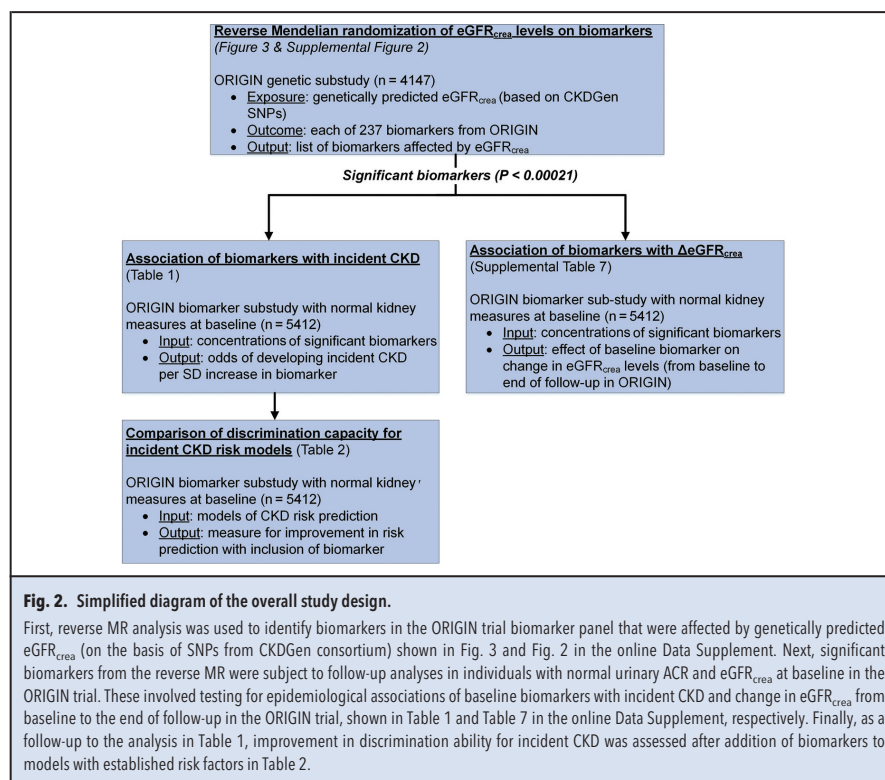 Reverse Mendelian randomization of eGFRcrea levels on biomarkers
(Figure 3 & Supplemental Figure 2)
ORIGIN genetic substudy (n = 4147)
• Exposure: genetically predicted eGFRcrea (based on CKDGen
SNPs)
• Outcome: each of 237 biomarkers from ORIGIN
• Output: list of biomarkers affected by eGFRcrea
Significant biomarkers (P < 0.00021)
Association of biomarkers with incident CKD
(Table 1)
ORIGIN biomarker substudy with normal kidney
measures at baseline (n = 5412)
• Input: concentrations of significant biomarkers
• Output: odds of developing incident CKD
per SD increase in biomarker
Association of biomarkers with ΔeGFRcrea
(Supplemental Table 7)
ORIGIN biomarker sub-study with normal kidney
measures at baseline (n = 5412)
• Input: concentrations of significant biomarkers
• Output: effect of baseline biomarker on
change in eGFRcrea levels (from baseline to
end of follow-up in ORIGIN)
Comparison of discrimination capacity for
incident CKD risk models (Table 2)
ORIGIN biomarker substudy with normal kidney
measures at baseline (n = 5412)
• Input: models of CKD risk prediction
• Output: measure for improvement in risk
prediction with inclusion of biomarker
Fig. 2. Simplified diagram of the overall study design.
First, reverse MR analysis was used to identify biomarkers in the ORIGIN trial biomarker panel that were affected by genetically predicted
eGFRcrea (on the basis of SNPs from CKDGen consortium) shown in Fig. 3 and Fig. 2 in the online Data Supplement. Next, significant
biomarkers from the reverse MR were subject to follow-up analyses in individuals with normal urinary ACR and eGFRcrea at baseline in the
ORIGIN trial. These involved testing for epidemiological associations of baseline biomarkers with incident CKD and change in eGFRcrea from
baseline to the end of follow-up in the ORIGIN trial, shown in Table 1 and Table 7 in the online Data Supplement, respectively. Finally, as a
follow-up to the analysis in Table 1, improvement in discrimination ability for incident CKD was assessed after addition of biomarkers to
models with established risk factors in Table 2.